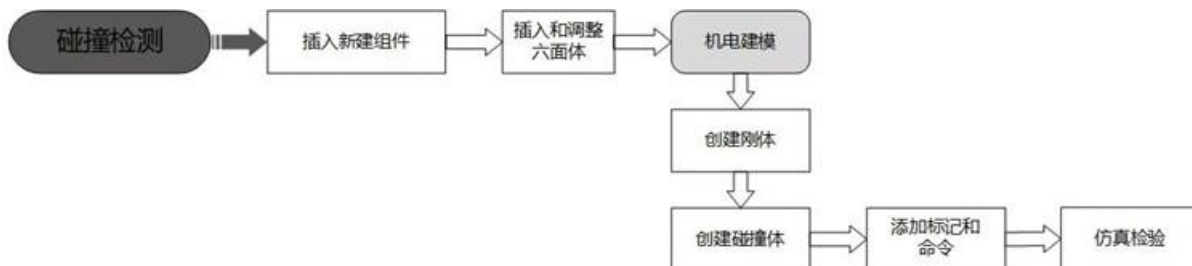 碰撞检测
插入新建组件
插入和调整
六面体
机电建模
创建刚体
创建碰撞体
添加标记和
命令
仿真检验